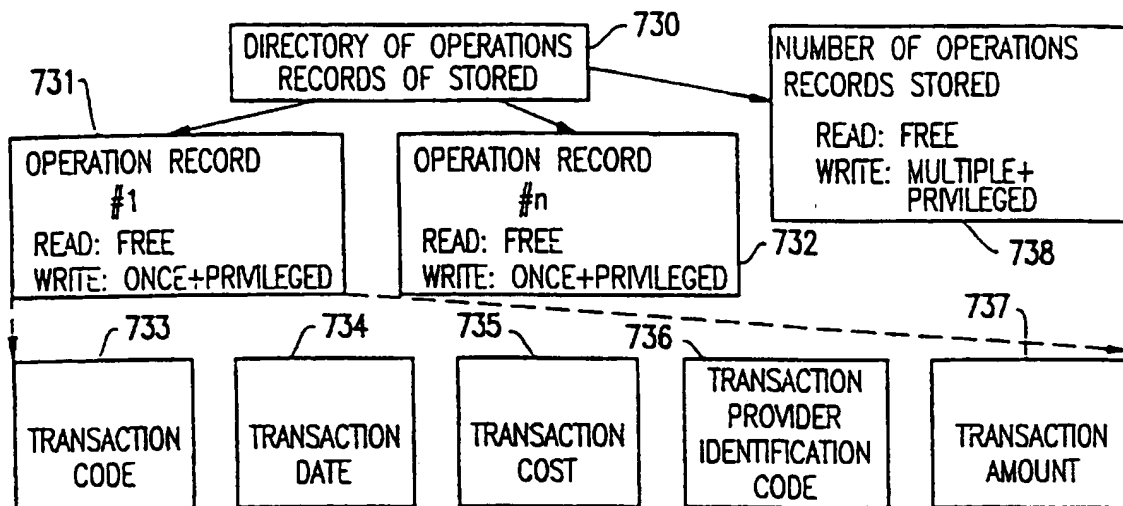 730
DIRECTORY OF OPERATIONS
RECORDS OF STORED
NUMBER OF OPERATIONS
RECORDS STORED
READ: FREE
WRITE: MULTIPLE+
PRIVILEGED
738
731
OPERATION RECORD
#1
READ: FREE
WRITE: ONCE+PRIVILEGED
OPERATION RECORD
#n
READ: FREE
WRITE: ONCE+PRIVILEGED
732
733
TRANSACTION
CODE
734
TRANSACTION
DATE
735
TRANSACTION
COST
736
TRANSACTION
PROVIDER
IDENTIFICATION
CODE
737
TRANSACTION
AMOUNT